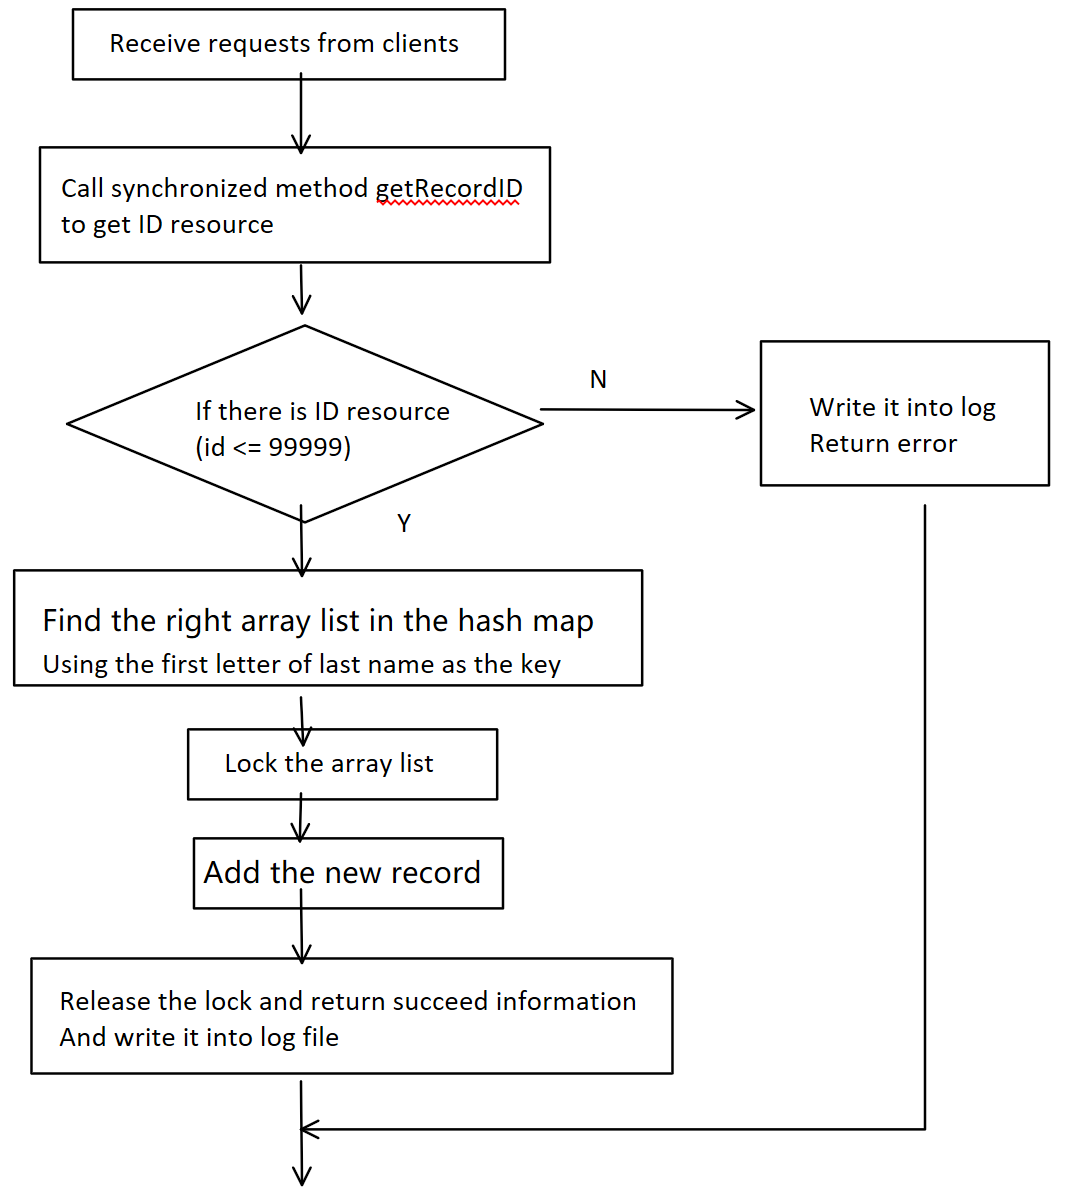 Receive requests from clients
Call synchronized method getRecordID
to get ID resource
If there is ID resource
(id <= 99999)
N
Write it into log
Return error
Y
Find the right array list in the hash map
Using the first letter of last name as the key
Lock the array list
Add the new record
Release the lock and return succeed information
And write it into log file